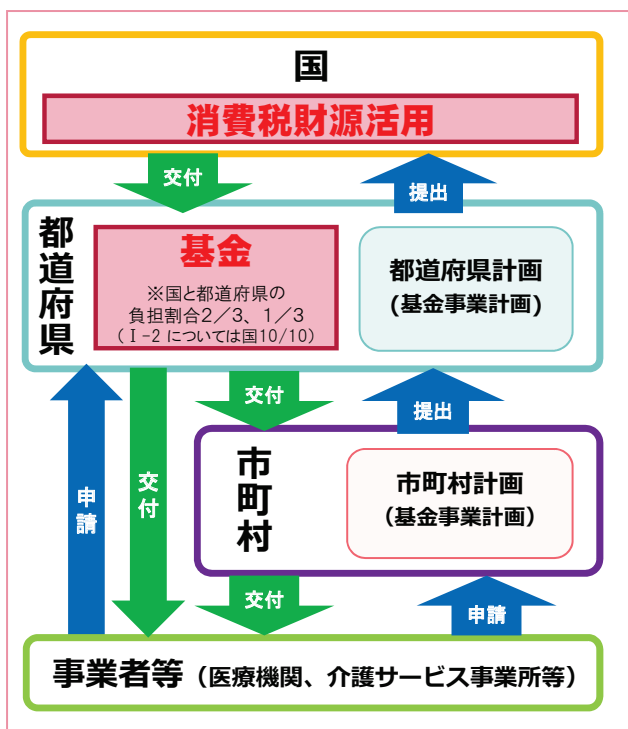 国
消費税財源活用
交付
提出
都道府県
基金
※国と都道府県の
負担割合2／3、1／3
(Ⅰ-2 については国10/10)
都道府県計画
(基金事業計画)
交付
提出
申請
交付
市町村
市町村計画
（基金事業計画）
交付
申請
事業者等（医療機関、介護サービス事業所等）